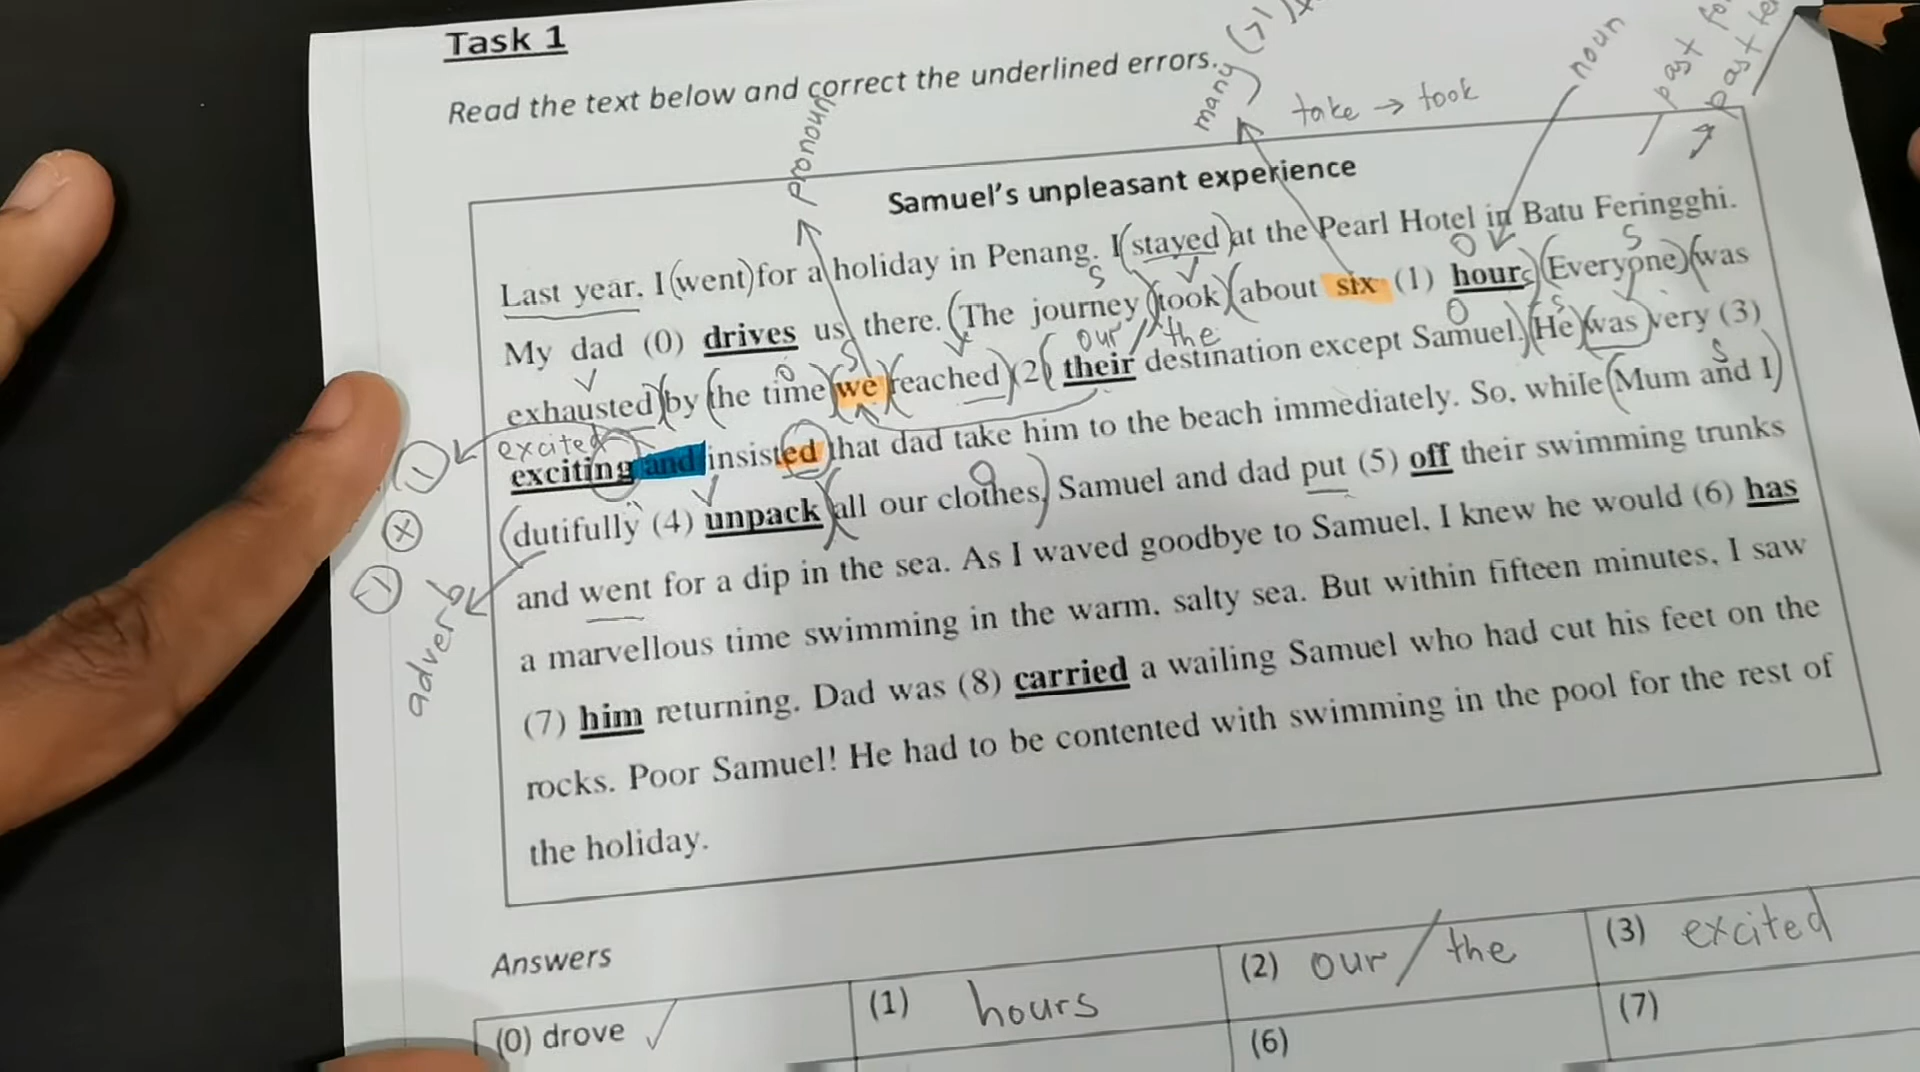 Task 1
Read the text below and correct the underlined errors.
pronoun
many (>1)
take → took
noun
past
past
Samuel's unpleasant experience
Last year, I (went) for a holiday in Penang. I (stayed) at the Pearl Hotel in Batu Feringghi.
S S O S
My dad (0) drives us there. (The journey) (took) (about six (1) hours) (Everyone) (was
our / the
O S O S S
exhausted) by (the time) (we) (reached) (2) (their destination except Samuel.) (He) (was) very (3)
excited
exciting and insisted that dad take him to the beach immediately. So, while (Mum and I)
O
(dutifully (4) unpack) (all our clothes,) Samuel and dad put (5) off their swimming trunks
and went for a dip in the sea. As I waved goodbye to Samuel, I knew he would (6) has
a marvellous time swimming in the warm, salty sea. But within fifteen minutes, I saw
(7) him returning. Dad was (8) carried a wailing Samuel who had cut his feet on the
rocks. Poor Samuel! He had to be contented with swimming in the pool for the rest of
the holiday.
adverb
Answers
(0) drove ✓
(1) hours
(2) our / the
(3) excited
(6)
(7)